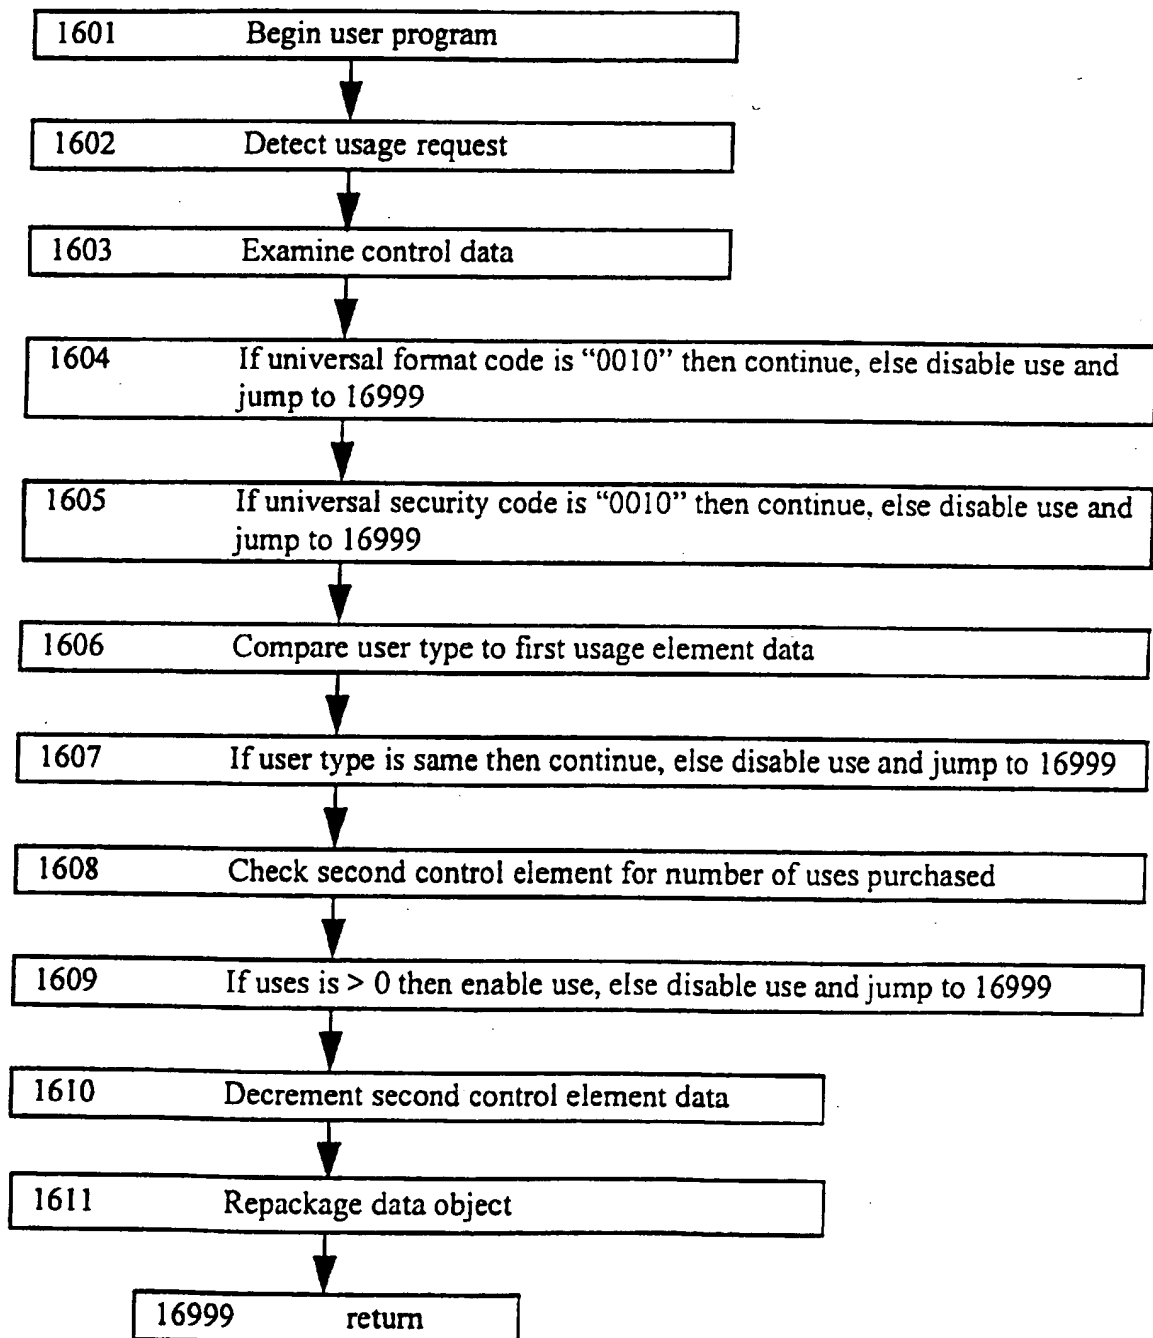 1601 Begin user program
1602 Detect usage request
1603 Examine control data
1604 If universal format code is “0010” then continue, else disable use and
jump to 16999
1605 If universal security code is “0010” then continue, else disable use and
jump to 16999
1606 Compare user type to first usage element data
1607 If user type is same then continue, else disable use and jump to 16999
1608 Check second control element for number of uses purchased
1609 If uses is > 0 then enable use, else disable use and jump to 16999
1610 Decrement second control element data
1611 Repackage data object
16999 return